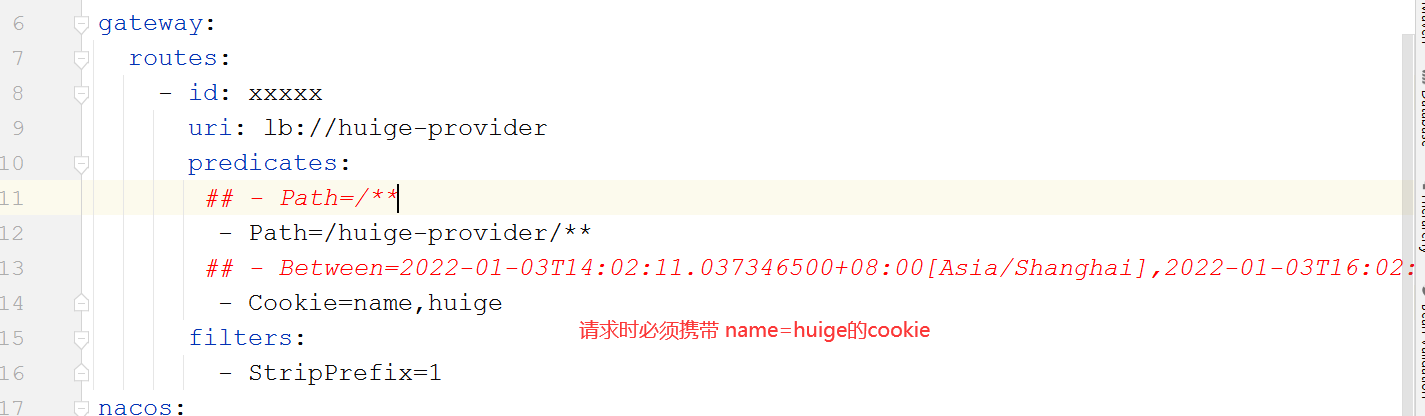 6 gateway:
7 routes:
8 - id: xxxxx
9 uri: lb://huige-provider
10 predicates:
11 ## - Path=/**
12 - Path=/huige-provider/**
13 ## - Between=2022-01-03T14:02:11.037346500+08:00[Asia/Shanghai],2022-01-03T16:02:
14 - Cookie=name,huige
请求时必须携带 name=huige的cookie
15 filters:
16 - StripPrefix=1
17 nacos:
Database